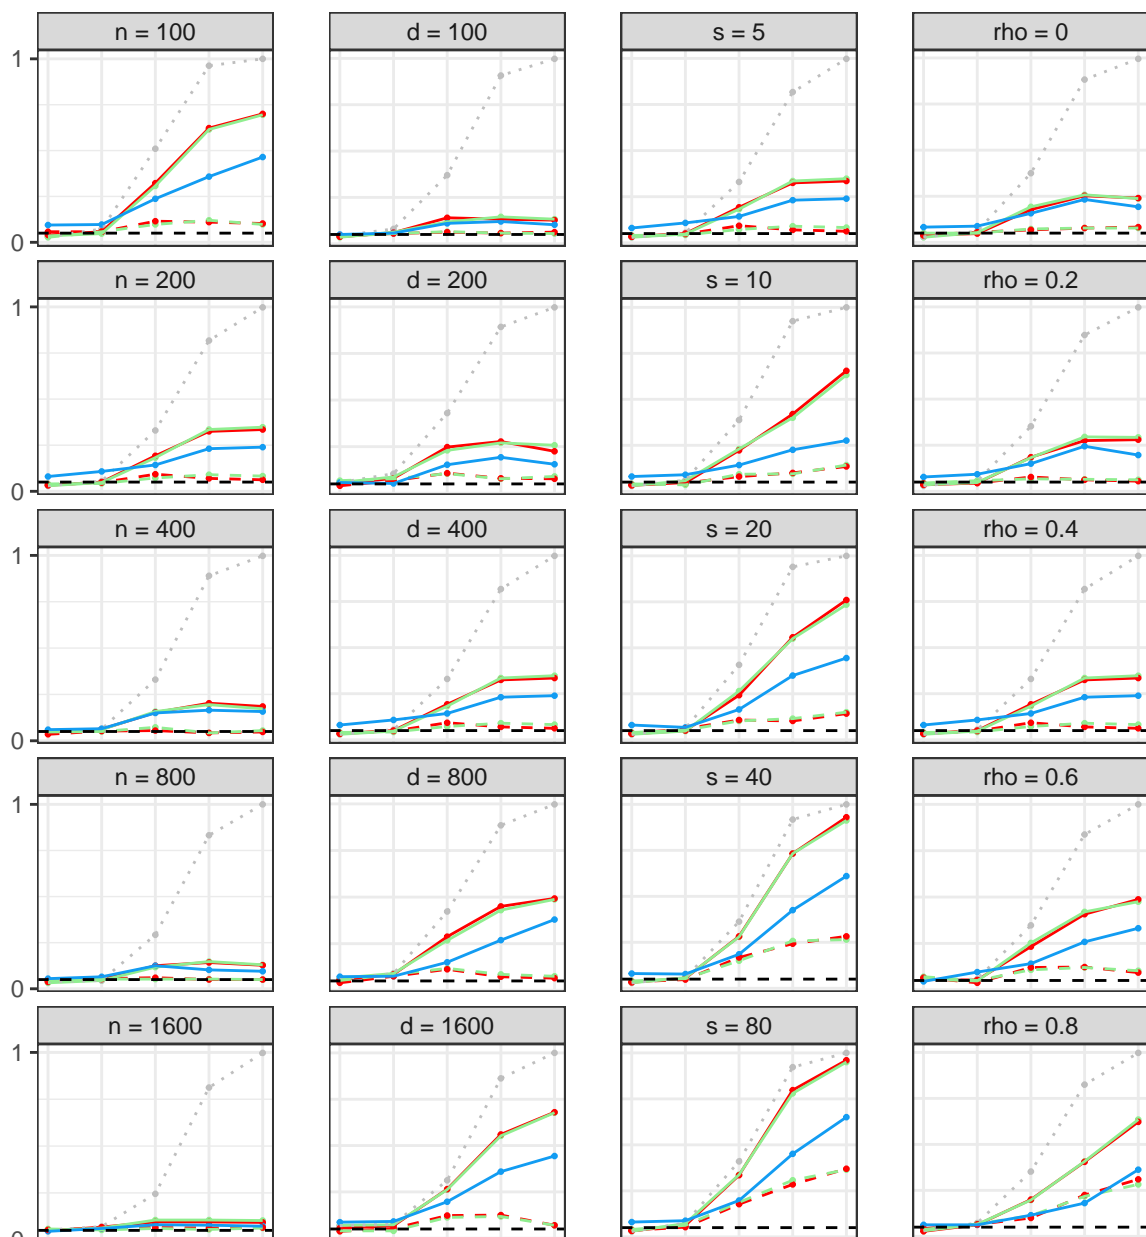 n = 100
d = 100
s = 5
rho = 0
1
0
n = 200
d = 200
s = 10
rho = 0.2
1
0
n = 400
d = 400
s = 20
rho = 0.4
1
0
n = 800
d = 800
s = 40
rho = 0.6
1
0
n = 1600
d = 1600
s = 80
rho = 0.8
1
0